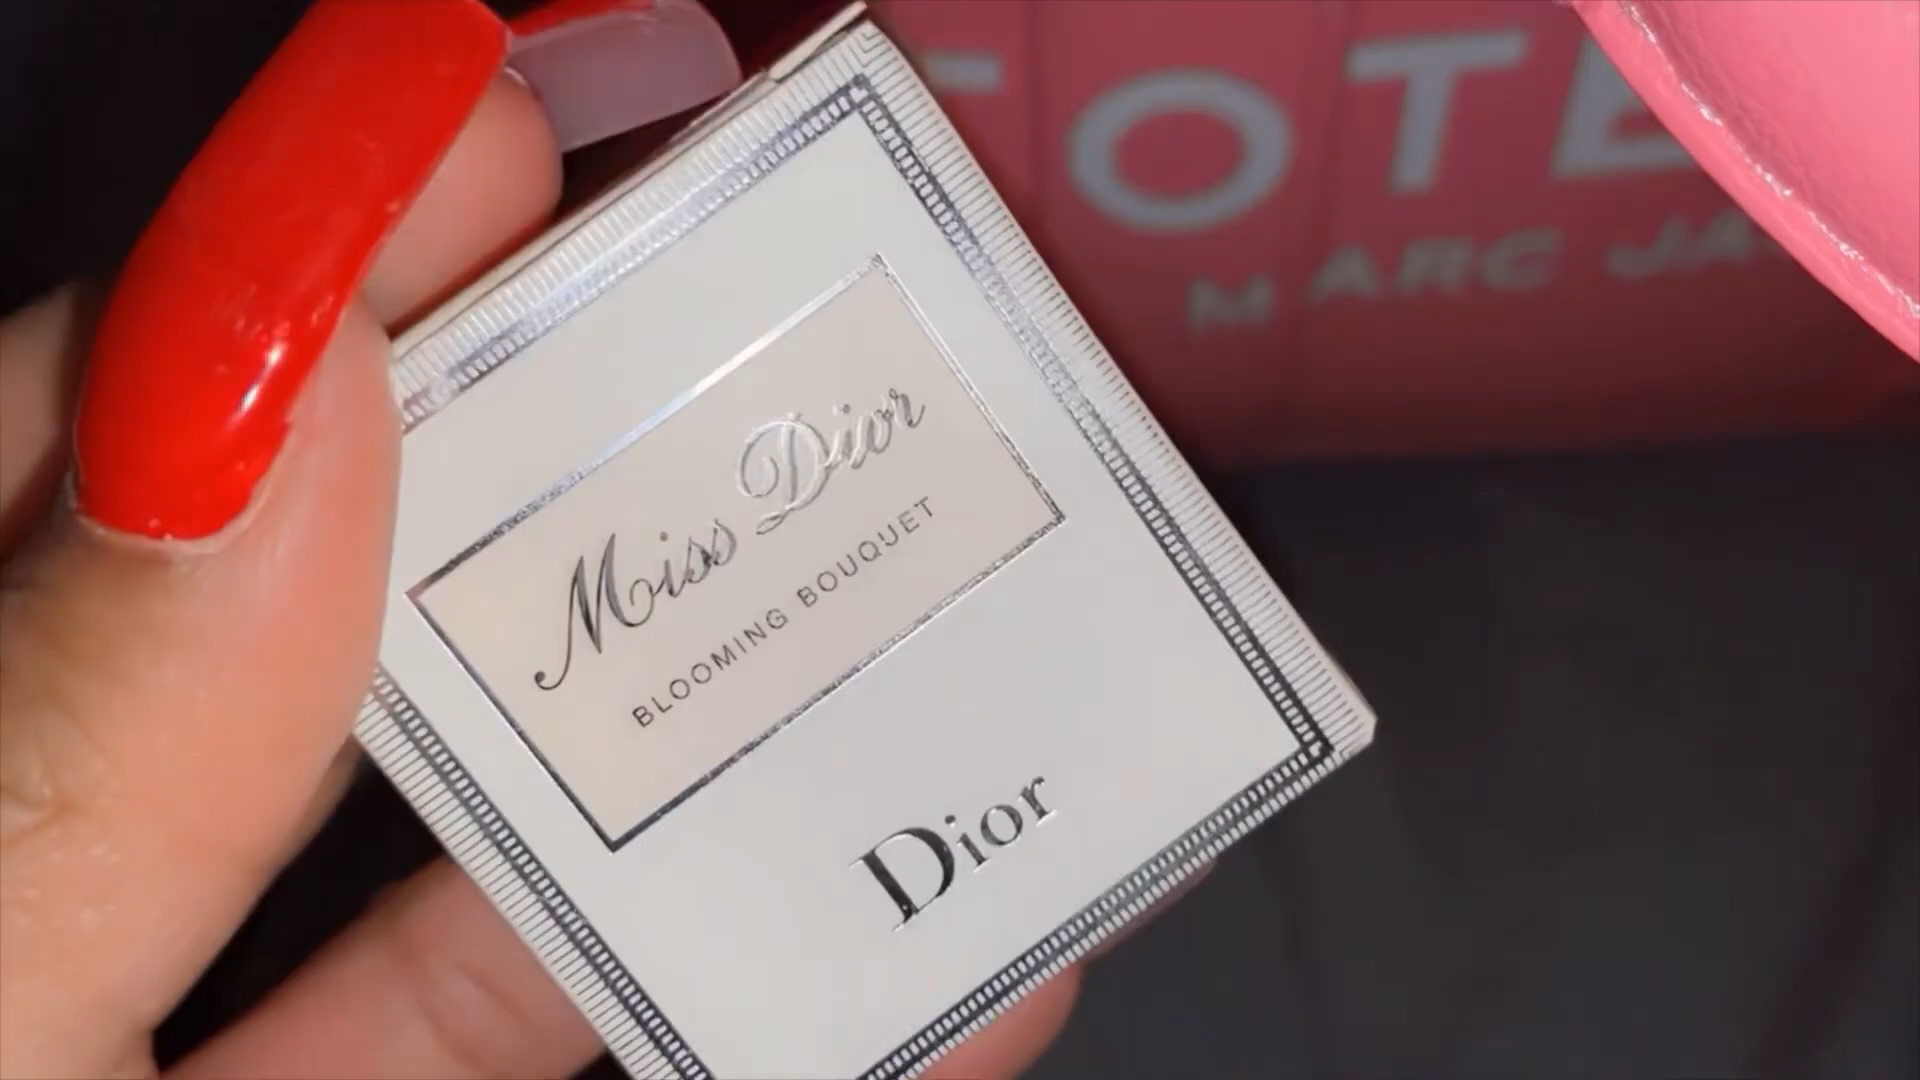 Miss Dior
BLOOMING BOUQUET
Dior
OTE
MARC JA